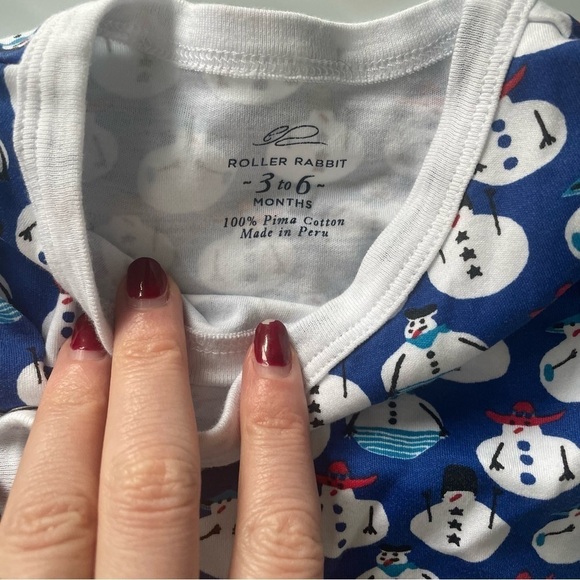 ROLLER RABBIT
- 3 to 6 -
MONTHS
100% Pima Cotton
Made in Peru